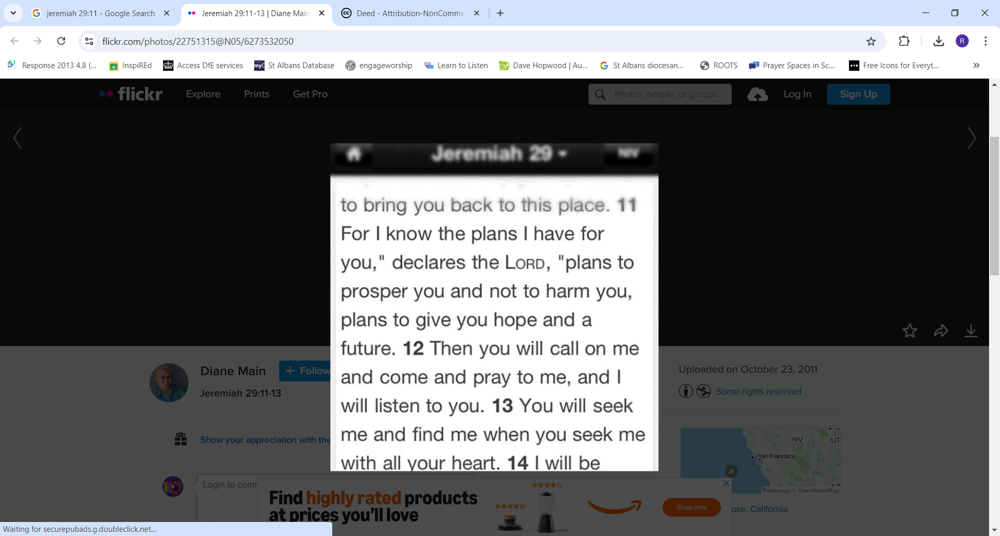 jeremiah 29:11 - Google Search
Jeremiah 29:11-13 | Diane Main
Deed - Attribution-NonComme
flickr.com/photos/22751315@N05/6273532050
R
Response 2013 4.8 (...
InspiREd
Access DfE services
St Albans Database
engageworship
Learn to Listen
Dave Hopwood | Au...
St Albans diocesan...
ROOTS
Prayer Spaces in Sc...
Free Icons for Everyt...
flickr
Explore
Prints
Get Pro
Photos, people, or groups
Log In
Sign Up
Jeremiah 29
NIV
to bring you back to this place. 11
For I know the plans I have for
you," declares the LORD, "plans to
prosper you and not to harm you,
plans to give you hope and a
future. 12 Then you will call on me
and come and pray to me, and I
will listen to you. 13 You will seek
me and find me when you seek me
with all your heart. 14 I will be
Diane Main
+ Follow
Jeremiah 29:11-13
Uploaded on October 23, 2011
Some rights reserved
Show your appreciation with the
NV
UT
San Francisco
AZ
Protomaps © OpenStreetMap
Login to comm
ose, California
Find highly rated products
at prices you'll love
Shop now
Waiting for securepubads.g.doubleclick.net...